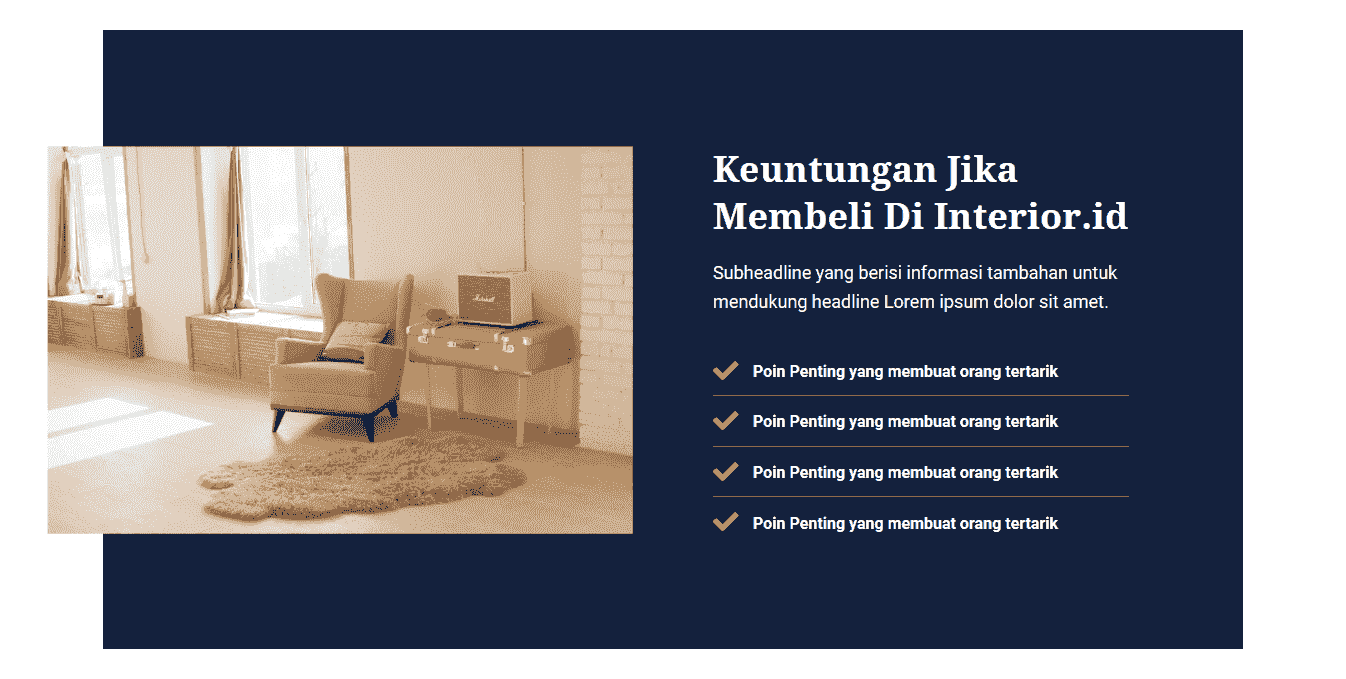 Keuntungan Jika
Membeli Di Interior.id
Subheadline yang berisi informasi tambahan untuk
mendukung headline Lorem ipsum dolor sit amet.
Poin Penting yang membuat orang tertarik
Poin Penting yang membuat orang tertarik
Poin Penting yang membuat orang tertarik
Poin Penting yang membuat orang tertarik
Marshall